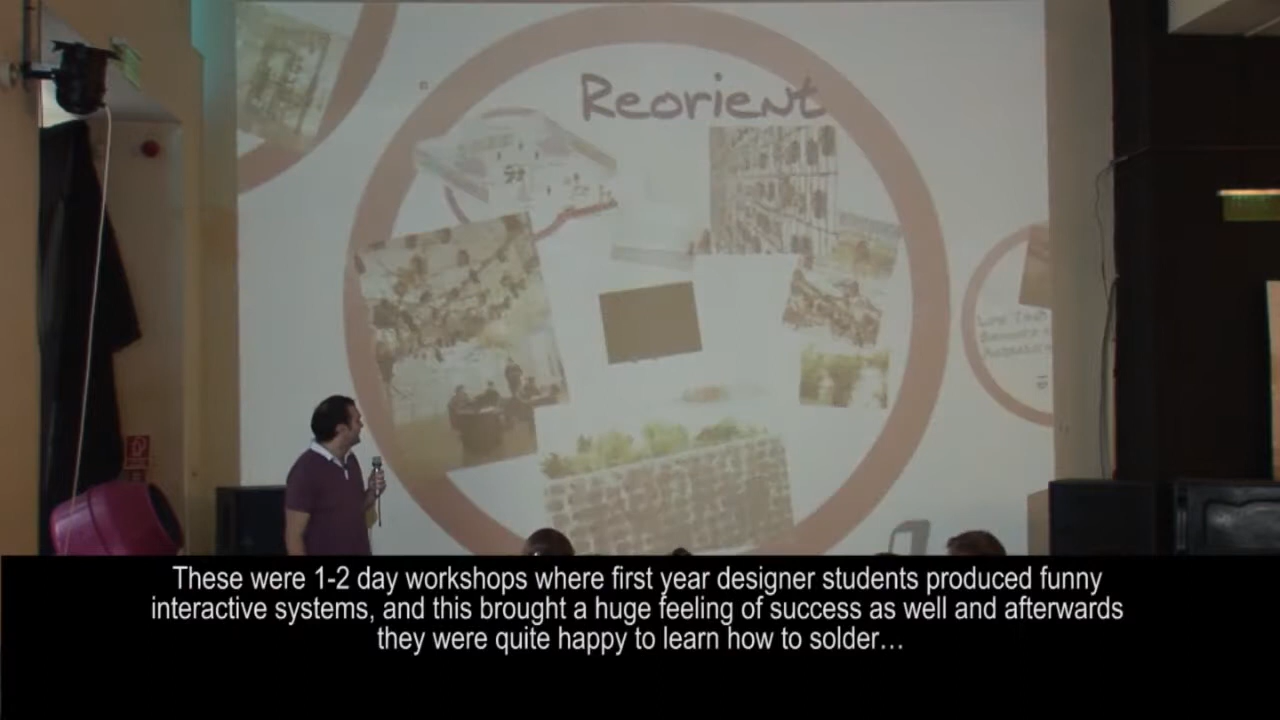 Reorient
These were 1-2 day workshops where first year designer students produced funny
interactive systems, and this brought a huge feeling of success as well and afterwards
they were quite happy to learn how to solder…